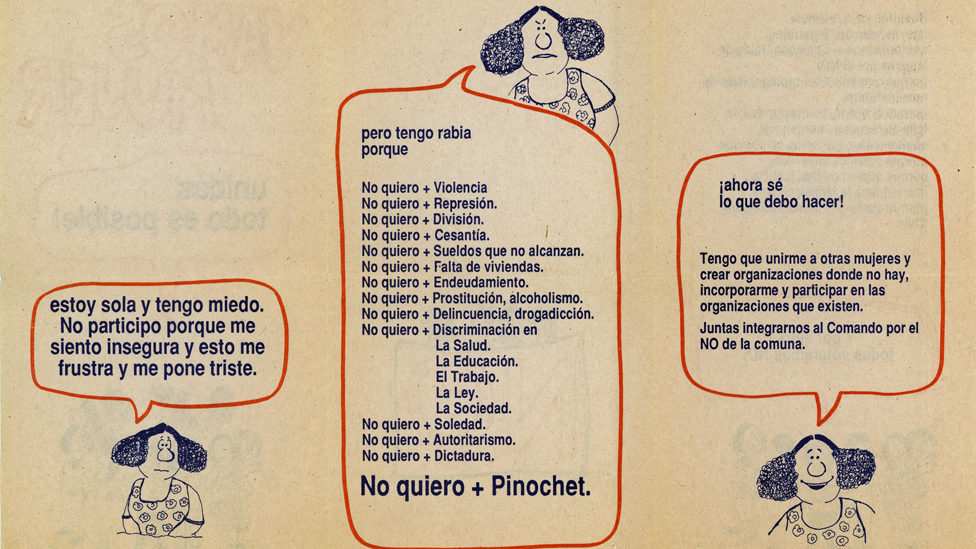 estoy sola y tengo miedo.
No participo porque me
siento insegura y esto me
frustra y me pone triste.
pero tengo rabia
porque
No quiero + Violencia
No quiero + Represión.
No quiero + División.
No quiero + Cesantía.
No quiero + Sueldos que no alcanzan.
No quiero + Falta de viviendas.
No quiero + Endeudamiento.
No quiero + Prostitución, alcoholismo.
No quiero + Delincuencia, drogadicción.
No quiero + Discriminación en
La Salud.
La Educación.
El Trabajo.
La Ley.
La Sociedad.
No quiero + Soledad.
No quiero + Autoritarismo.
No quiero + Dictadura.
No quiero + Pinochet.
¡ahora sé
lo que debo hacer!
Tengo que unirme a otras mujeres y
crear organizaciones donde no hay,
incorporarme y participar en las
organizaciones que existen.
Juntas integrarnos al Comando por el
NO de la comuna.